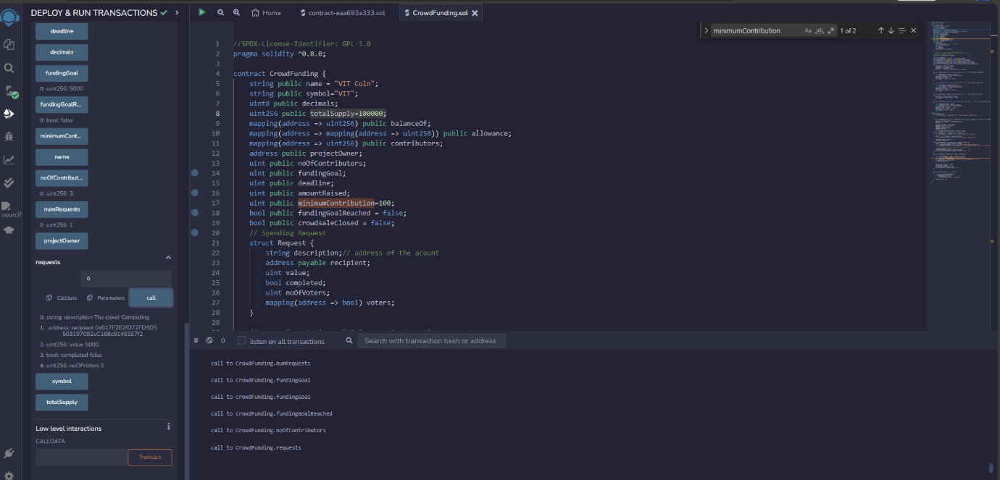 DEPLOY & RUN TRANSACTIONS
deadline
decimals
fundingGoal
0: uint256: 5000
fundingGoalR...
0: bool: false
minimumCont...
name
noOfContribut...
0: uint256: 3
numRequests
0: uint256: 1
projectOwner
requests
: 0
Calldata Parameters call
0: string: description The cloud Computing
1: address: recipient 0x617F2E2fD72FD9D5
503197092aC168c91465E7f2
2: uint256: value 5000
3: bool: completed false
4: uint256: noOfVoters 0
symbol
totalSupply
Low level interactions
CALLDATA
Transact
sourcif
Home contract-eaa693a333.sol CrowdFunding.sol
minimumContribution Aa ab .* 1 of 2
1 //SPDX-License-Identifier: GPL-3.0
2 pragma solidity ^0.8.0;
3
4 contract CrowdFunding {
5 string public name = "VIT Coin";
6 string public symbol="VIT";
7 uint8 public decimals;
8 uint256 public totalSupply=100000;
9 mapping(address => uint256) public balanceOf;
10 mapping(address => mapping(address => uint256)) public allowance;
11 mapping(address => uint256) public contributors;
12 address public projectOwner;
13 uint public noOfContributors;
14 uint public fundingGoal;
15 uint public deadline;
16 uint public amountRaised;
17 uint public minimumContribution=100;
18 bool public fundingGoalReached = false;
19 bool public crowdsaleClosed = false;
20 // Spending Request
21 struct Request {
22 string description;// address of the acount
23 address payable recipient;
24 uint value;
25 bool completed;
26 uint noOfVoters;
27 mapping(address => bool) voters;
28 }
29
0 listen on all transactions Search with transaction hash or address
call to CrowdFunding.numRequests
call to CrowdFunding.fundingGoal
call to CrowdFunding.fundingGoal
call to CrowdFunding.fundingGoalReached
call to CrowdFunding.noOfContributors
call to CrowdFunding.requests